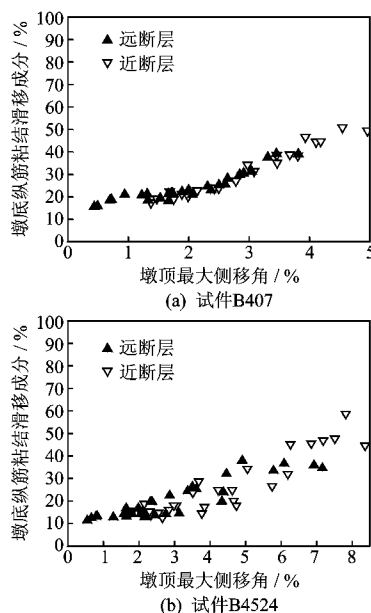 100
90
80
70
60
50
40
30
20
10
0
墩底纵筋粘结滑移成分 / %
▲ 远断层
▽ 近断层
0 1 2 3 4 5
墩顶最大侧移角 / %
(a) 试件B407
100
90
80
70
60
50
40
30
20
10
0
墩底纵筋粘结滑移成分 / %
▲ 远断层
▽ 近断层
0 1 2 3 4 5 6 7 8
墩顶最大侧移角 / %
(b) 试件B4524